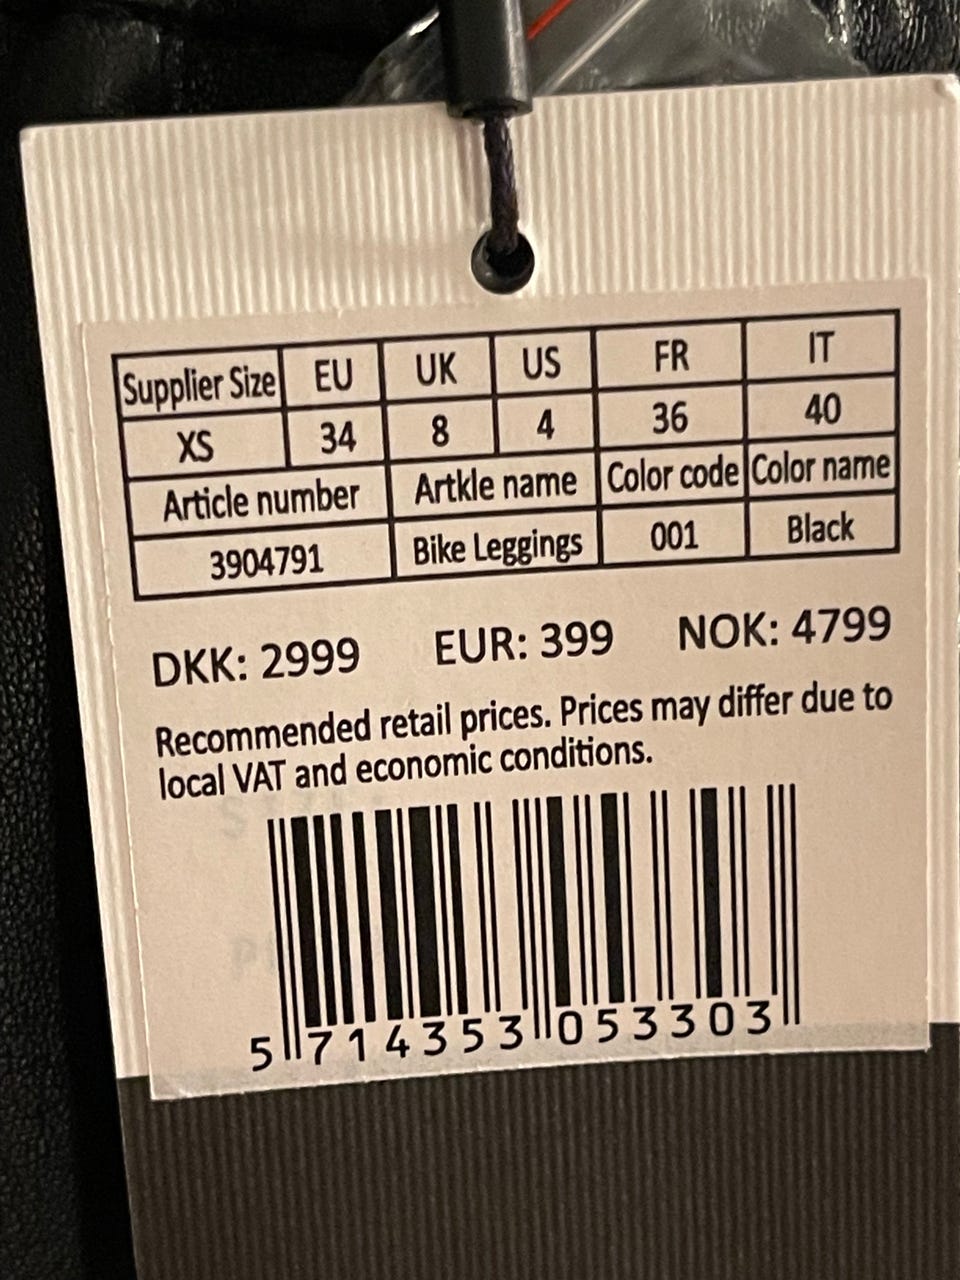 Supplier Size EU UK US FR IT
XS 34 8 4 36 40
Article number Artkle name Color code Color name
3904791 Bike Leggings 001 Black
DKK: 2999 EUR: 399 NOK: 4799
Recommended retail prices. Prices may differ due to
local VAT and economic conditions.
5 714353 053303